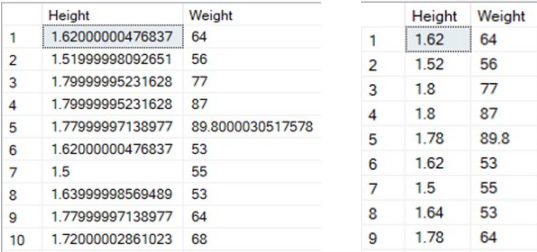 Height Weight
1 1.62000000476837 64
2 1.51999998092651 56
3 1.79999995231628 77
4 1.79999995231628 87
5 1.77999997138977 89.8000030517578
6 1.62000000476837 53
7 1.5 55
8 1.63999998569489 53
9 1.77999997138977 64
10 1.72000002861023 68
Height Weight
1 1.62 64
2 1.52 56
3 1.8 77
4 1.8 87
5 1.78 89.8
6 1.62 53
7 1.5 55
8 1.64 53
9 1.78 64